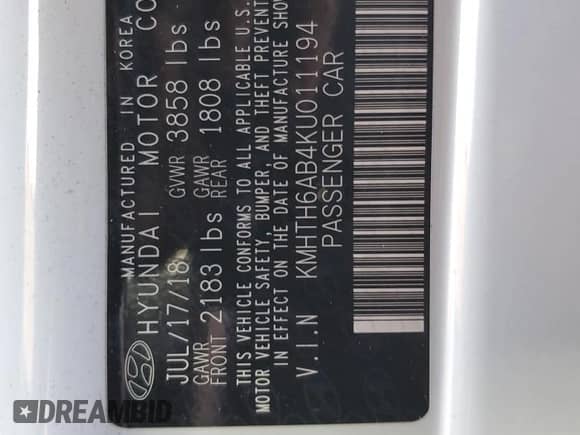 MANUFACTURED IN KOREA
HYUNDAI MOTOR CO
JUL/17/18 GVWR 3858 lbs
GAWR FRONT 2183 lbs GAWR REAR 1808 lbs
THIS VEHICLE CONFORMS TO ALL APPLICABLE U.S.
MOTOR VEHICLE SAFETY, BUMPER, AND THEFT PREVENT
IN EFFECT ON THE DATE OF MANUFACTURE SHOW
V.I.N KMHTH6AB4KU011194
PASSENGER CAR
DREAMBID